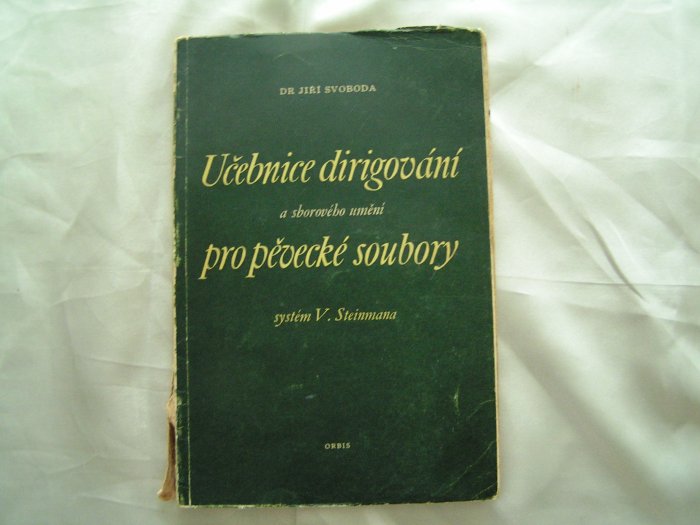 DR JIŘÍ SVOBODA
Učebnice dirigování
a sborového umění
pro pěvecké soubory
systém V. Steinmana
ORBIS